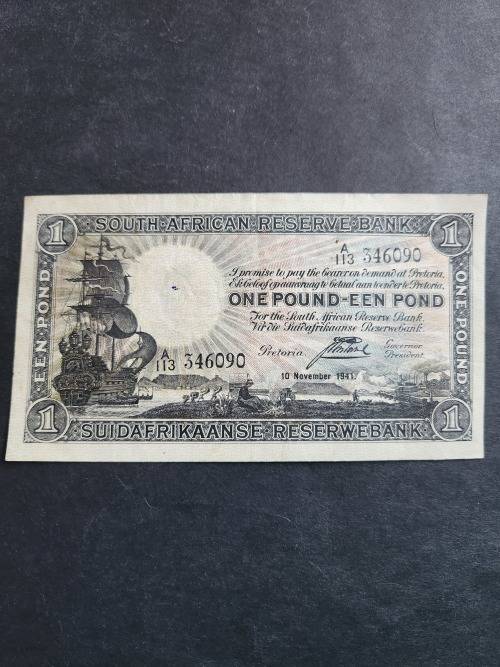 1 SOUTH·AFRICAN·RESERVE·BANK 1
A/113 346090
I promise to pay the bearer on demand at Pretoria.
Ek beloof op aanvraag te betaal aan toonder te Pretoria.
ONE POUND-EEN POND
For the South African Reserve Bank.
Vir die Suidafrikaanse Reserwebank.
A/113 346090
Pretoria
Governor
President.
10 November 1941.
EEN·POND
ONE·POUND
1 SUIDAFRIKAANSE·RESERWEBANK 1